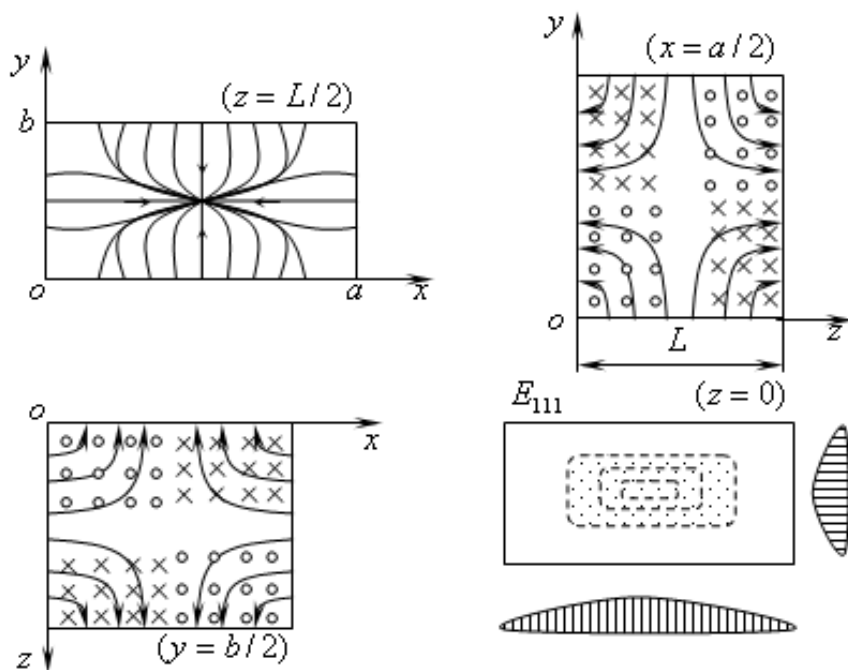 y
(z = L/2)
b
o
a
x
y
(x = a/2)
o
z
L
o
x
(y = b/2)
z
E₁₁₁
(z = 0)